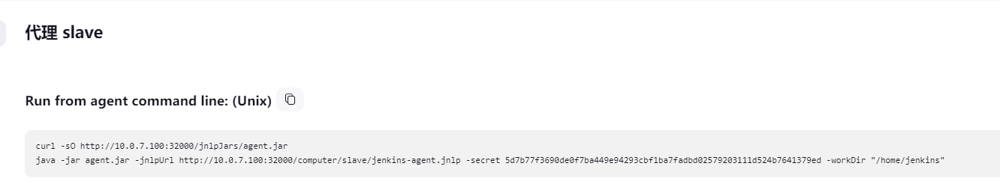 代理 slave
Run from agent command line: (Unix)
curl -sO http://10.0.7.100:32000/jnlpJars/agent.jar
java -jar agent.jar -jnlpUrl http://10.0.7.100:32000/computer/slave/jenkins-agent.jnlp -secret 5d7b77f3690de0f7ba449e94293cbf1ba7fadbd02579203111d524b7641379ed -workDir "/home/jenkins"